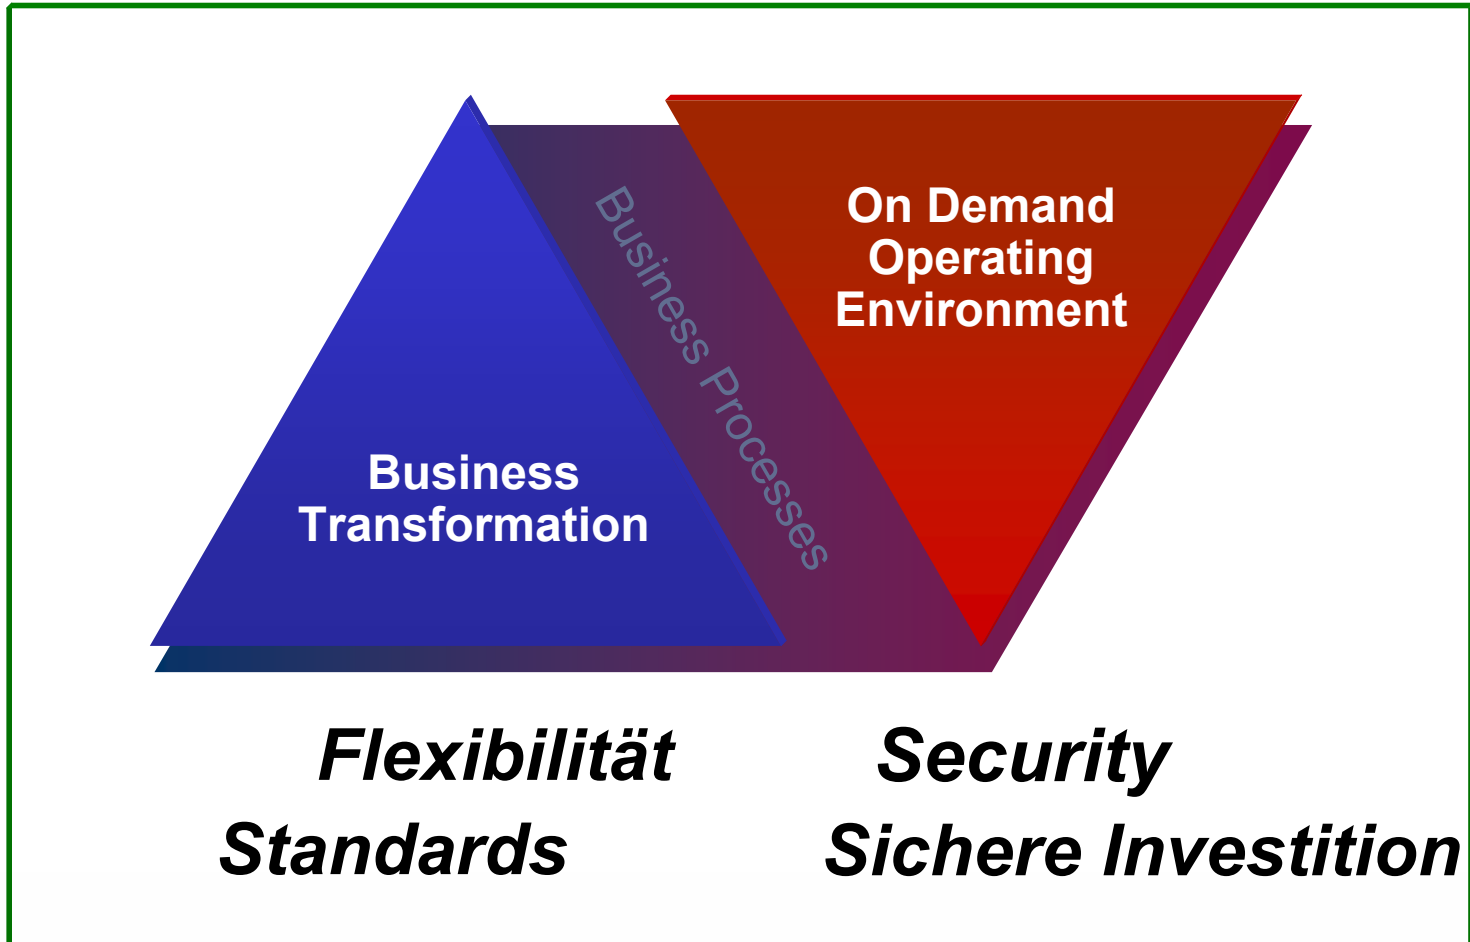 On Demand
Operating
Environment
Business Processes
Business
Transformation
Flexibilität
Security
Standards
Sichere Investition